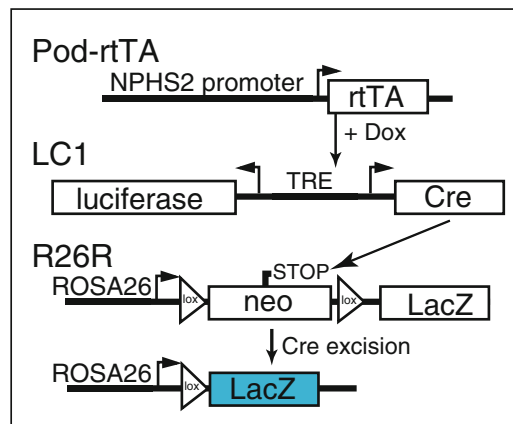 Pod-rtTA
NPHS2 promoter
rtTA
+ Dox
LC1
luciferase
TRE
Cre
R26R
STOP
ROSA26
lox
neo
lox
LacZ
Cre excision
ROSA26
lox
LacZ